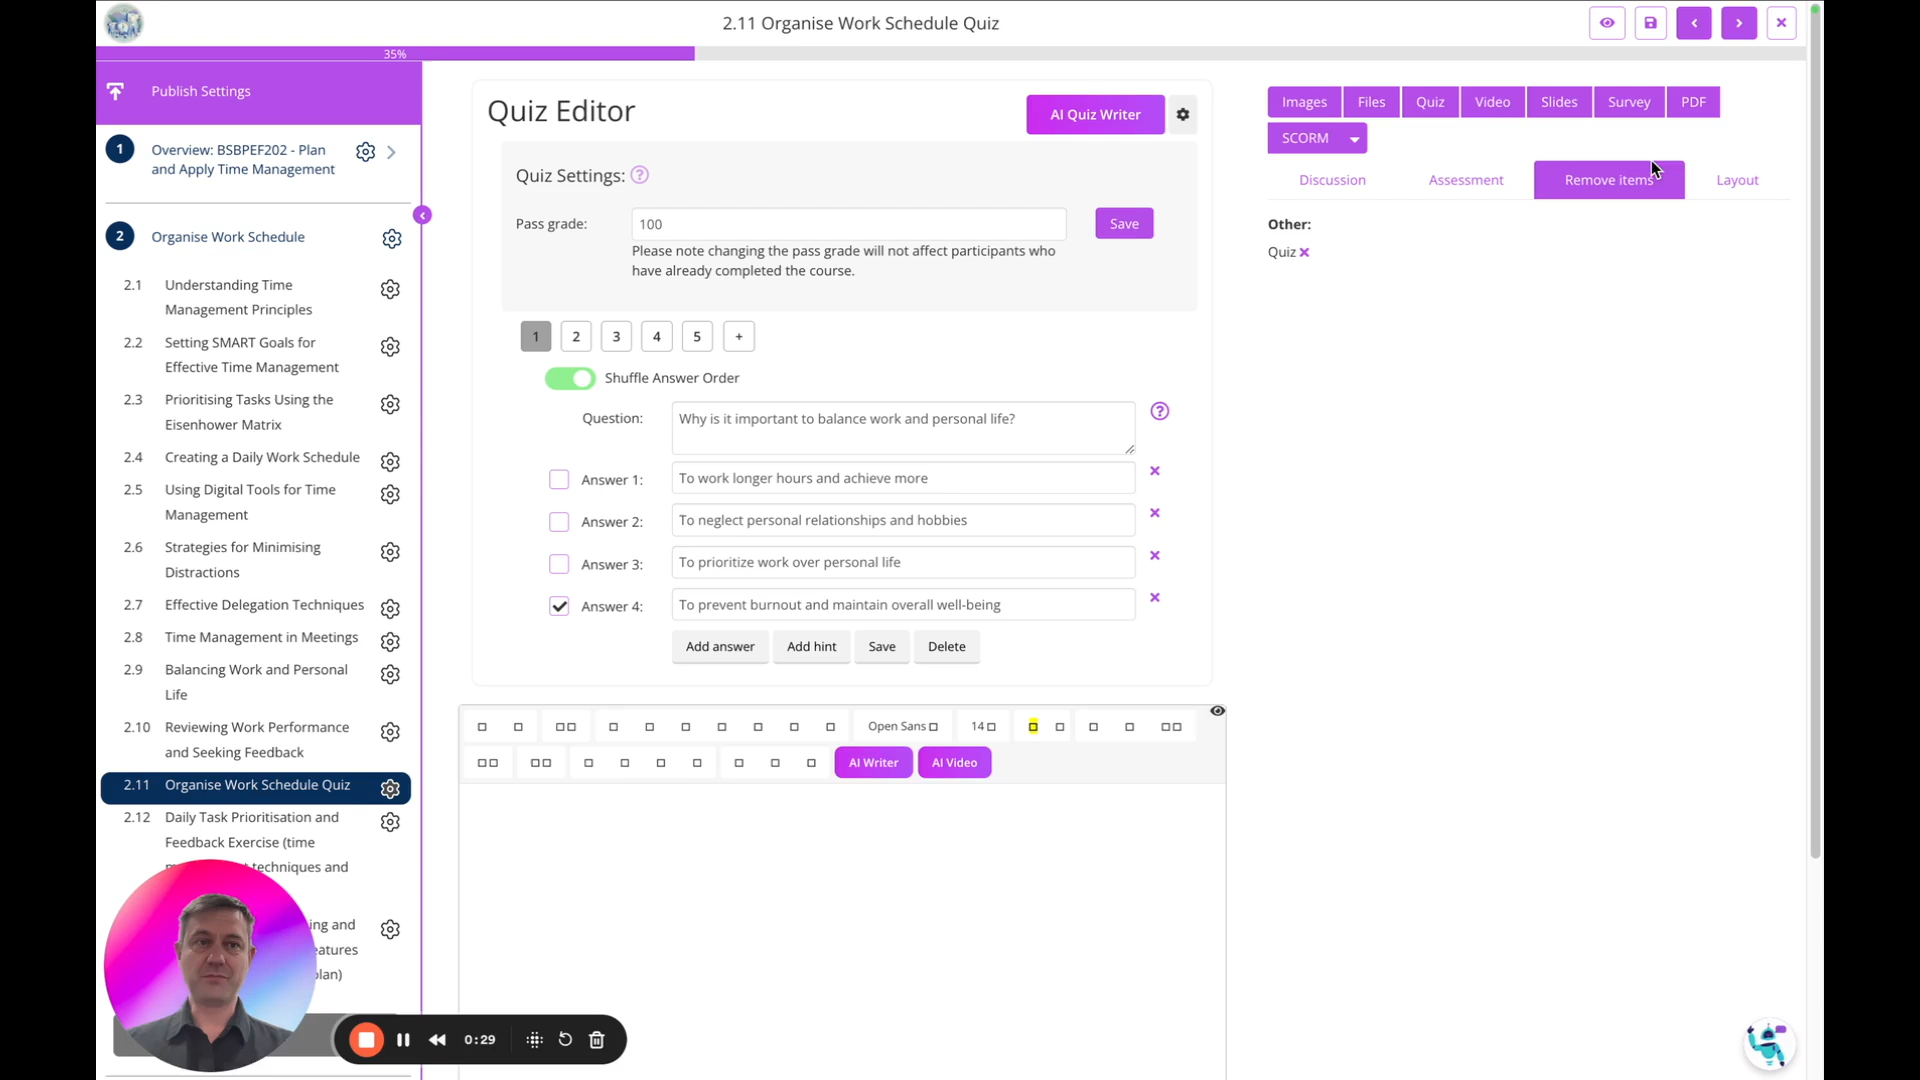 2.11 Organise Work Schedule Quiz
35%
Publish Settings
1
Overview: BSBPEF202 - Plan
and Apply Time Management
2
Organise Work Schedule
2.1 Understanding Time
Management Principles
2.2 Setting SMART Goals for
Effective Time Management
2.3 Prioritising Tasks Using the
Eisenhower Matrix
2.4 Creating a Daily Work Schedule
2.5 Using Digital Tools for Time
Management
2.6 Strategies for Minimising
Distractions
2.7 Effective Delegation Techniques
2.8 Time Management in Meetings
2.9 Balancing Work and Personal
Life
2.10 Reviewing Work Performance
and Seeking Feedback
2.11 Organise Work Schedule Quiz
2.12 Daily Task Prioritisation and
Feedback Exercise (time
techniques and
ing and
eatures
plan)
0:29
Quiz Editor
AI Quiz Writer
Quiz Settings: ?
Pass grade: 100 Save
Please note changing the pass grade will not affect participants who
have already completed the course.
1 2 3 4 5 +
Shuffle Answer Order
Question: Why is it important to balance work and personal life? ?
Answer 1: To work longer hours and achieve more
Answer 2: To neglect personal relationships and hobbies
Answer 3: To prioritize work over personal life
Answer 4: To prevent burnout and maintain overall well-being
Add answer Add hint Save Delete
Open Sans 14
AI Writer AI Video
Images Files Quiz Video Slides Survey PDF
SCORM
Discussion Assessment Remove items Layout
Other:
Quiz